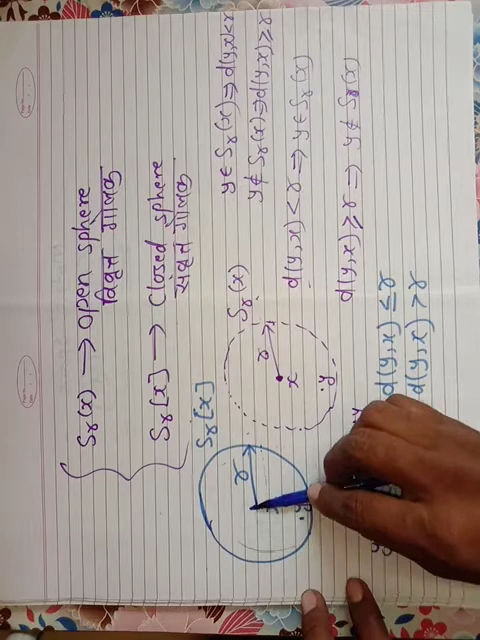 Sr(x) → open sphere
विवृत गोलक
Sr[x] → Closed sphere
संवृत गोलक
Sr[x]
r
y
Sr(x)
r
x
y
y ∈ Sr(x) ⇒ d(y,x) < r
y ∉ Sr(x) ⇒ d(y,x) ≥ r
d(y,x) < r ⇒ y ∈ Sr(x)
d(y,x) ≥ r ⇒ y ∉ Sr(x)
d(y,x) ≤ r
d(y,x) > r